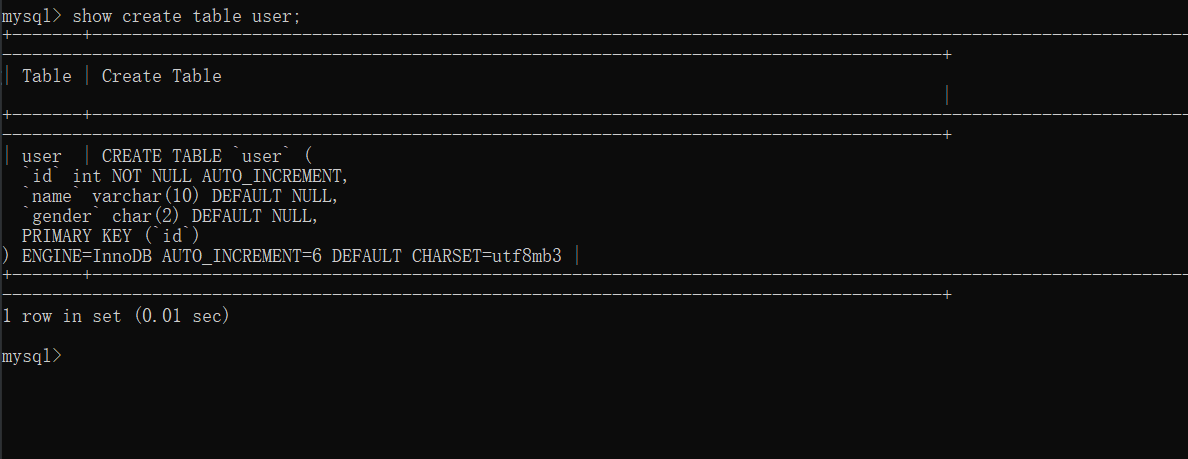 mysql> show create table user;
+-------+----------------------------------------------------------------------------------------------------------------
----------------------------------------------------------------------------------------------+
| Table | Create Table
|
+-------+----------------------------------------------------------------------------------------------------------------
----------------------------------------------------------------------------------------------+
| user  | CREATE TABLE `user` (
  `id` int NOT NULL AUTO_INCREMENT,
  `name` varchar(10) DEFAULT NULL,
  `gender` char(2) DEFAULT NULL,
  PRIMARY KEY (`id`)
) ENGINE=InnoDB AUTO_INCREMENT=6 DEFAULT CHARSET=utf8mb3 |
+-------+----------------------------------------------------------------------------------------------------------------
----------------------------------------------------------------------------------------------+
1 row in set (0.01 sec)
mysql>